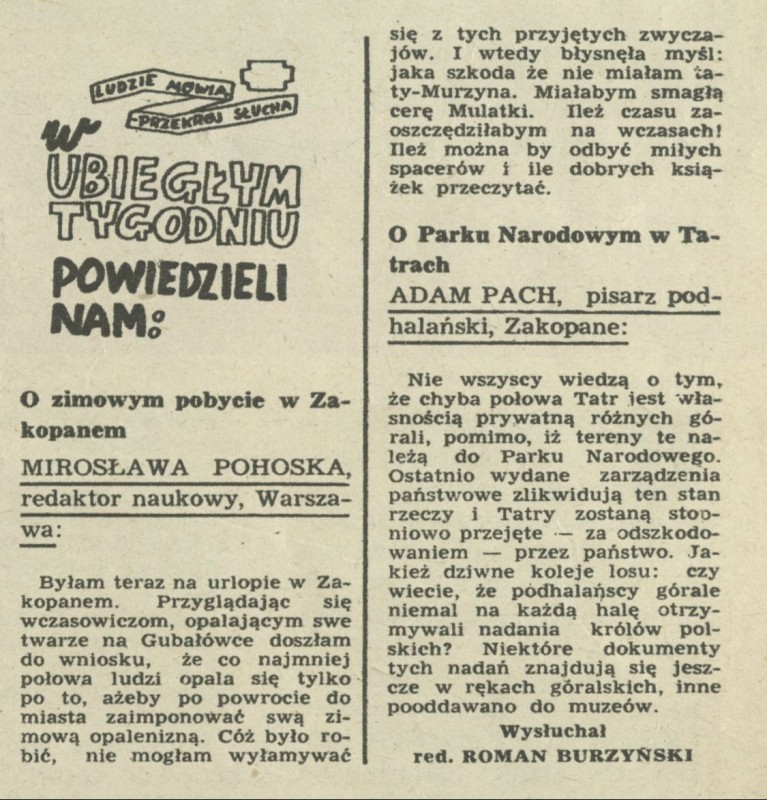 LUDZIE MÓWIĄ
PRZEKRÓJ SŁUCHA
W
UBIEGŁYM
TYGODNIU
POWIEDZIELI
NAM:
O zimowym pobycie w Za-
kopanem
MIROSŁAWA POHOSKA,
redaktor naukowy, Warsza-
wa:
Byłam teraz na urlopie w Za-
kopanem. Przyglądając się
wczasowiczom, opalającym swe
twarze na Gubałówce doszłam
do wniosku, że co najmniej
połowa ludzi opala się tylko
po to, ażeby po powrocie do
miasta zaimponować swą zi-
mową opalenizną. Cóż było ro-
bić, nie mogłam wyłamywać
się z tych przyjętych zwycza-
jów. I wtedy błysnęła myśl:
jaka szkoda że nie miałam ta-
ty-Murzyna. Miałabym smagłą
cerę Mulatki. Ileż czasu za-
oszczędziłabym na wczasach!
Ileż można by odbyć miłych
spacerów i ile dobrych ksią-
żek przeczytać.
O Parku Narodowym w Ta-
trach
ADAM PACH, pisarz pod-
halański, Zakopane:
Nie wszyscy wiedzą o tym,
że chyba połowa Tatr jest wła-
snością prywatną różnych gó-
rali, pomimo, iż tereny te na-
leżą do Parku Narodowego.
Ostatnio wydane zarządzenia
państwowe zlikwidują ten stan
rzeczy i Tatry zostaną stop-
niowo przejęte — za odszkodo-
waniem — przez państwo. Ja-
kież dziwne koleje losu: czy
wiecie, że podhalańscy górale
niemal na każdą halę otrzy-
mywali nadania królów pol-
skich? Niektóre dokumenty
tych nadań znajdują się jesz-
cze w rękach góralskich, inne
pooddawano do muzeów.
Wysłuchał
red. ROMAN BURZYŃSKI